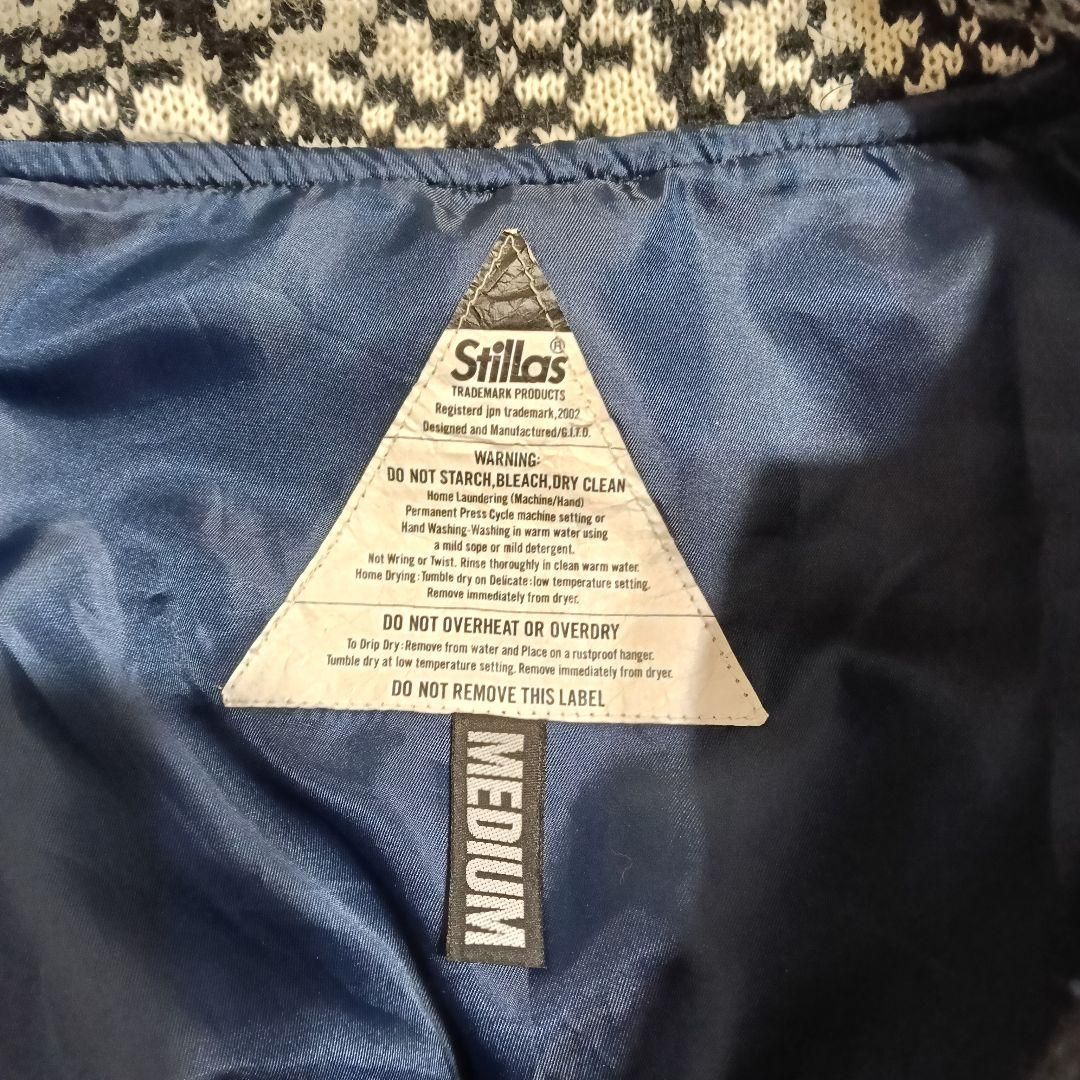 StilLas®
TRADEMARK PRODUCTS
Registerd jpn trademark,2002
Designed and Manufactured/G.I.T.O.
WARNING:
DO NOT STARCH,BLEACH,DRY CLEAN
Home Laundering (Machine/Hand)
Permanent Press Cycle machine setting or
Hand Washing-Washing in warm water using
a mild sope or mild detergent.
Not Wring or Twist. Rinse thoroughly in clean warm water.
Home Drying:Tumble dry on Delicate:low temperature setting.
Remove immediately from dryer.
DO NOT OVERHEAT OR OVERDRY
To Drip Dry:Remove from water and Place on a rustproof hanger.
Tumble dry at low temperature setting. Remove immediately from dryer.
DO NOT REMOVE THIS LABEL
MEDIUM